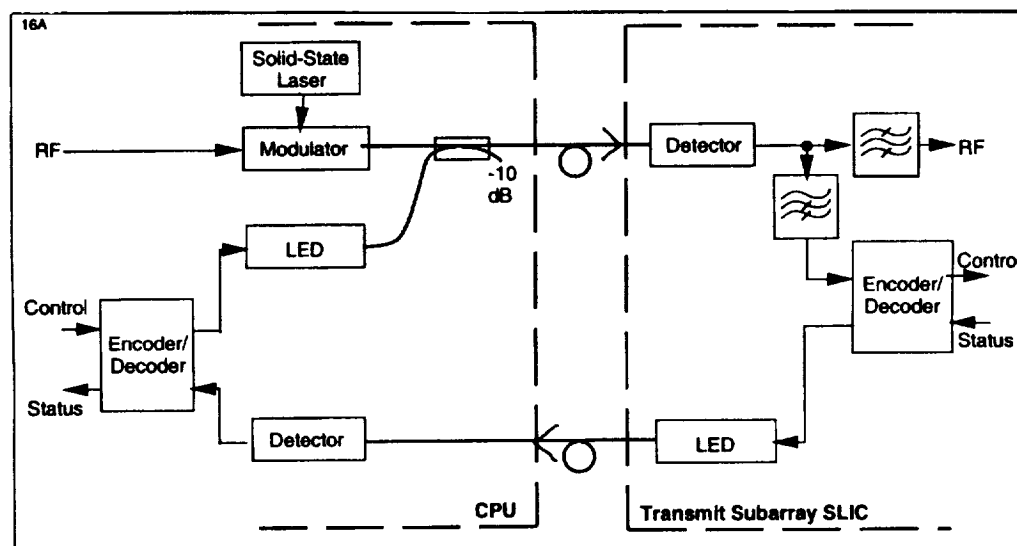 16A
Solid-State
Laser
RF
Modulator
-10
dB
Detector
RF
LED
Control
Encoder/
Decoder
Status
Encoder/
Decoder
Control
Status
Detector
LED
CPU
Transmit Subarray SLIC